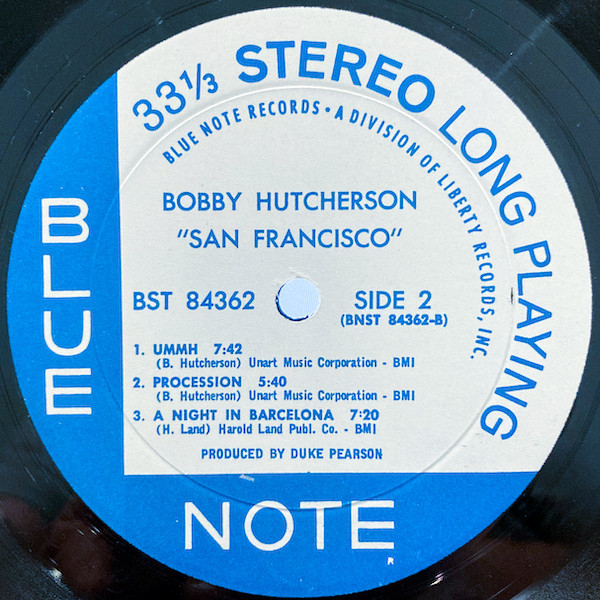 33⅓ STEREO LONG PLAYING
BLUE NOTE RECORDS • A DIVISION OF LIBERTY RECORDS, INC.
BOBBY HUTCHERSON
"SAN FRANCISCO"
BST 84362 SIDE 2
(BNST 84362-B)
1. UMMH 7:42
(B. Hutcherson) Unart Music Corporation - BMI
2. PROCESSION 5:40
(B. Hutcherson) Unart Music Corporation - BMI
3. A NIGHT IN BARCELONA 7:20
(H. Land) Harold Land Publ. Co. - BMI
PRODUCED BY DUKE PEARSON
BLUE
NOTE
R